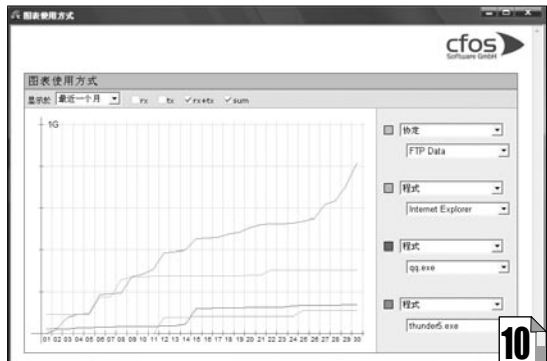 图表使用方式
cfos
Software GmbH
图表使用方式
显示於 最近一个月 rx tx rx+tx sum
1G
协定
FTP Data
程式
Internet Explorer
程式
qq.exe
程式
thunder5.exe
01 02 03 04 05 06 07 08 09 10 11 12 13 14 15 16 17 18 19 20 21 22 23 24 25 26 27 28 29 30
10